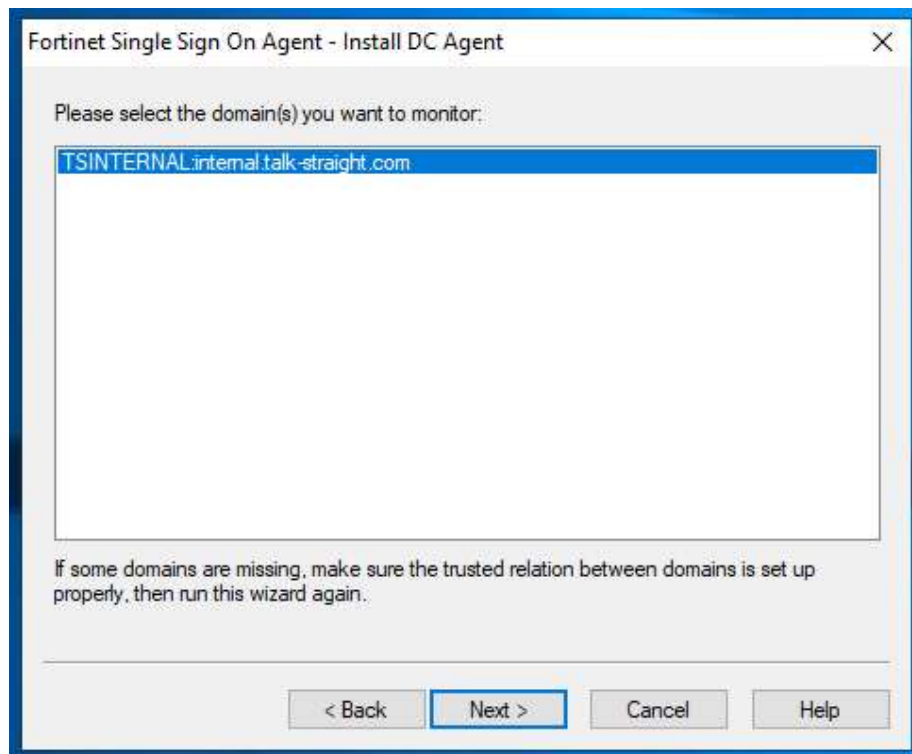 Fortinet Single Sign On Agent - Install DC Agent
Please select the domain(s) you want to monitor:
TSINTERNAL:internal.talk-straight.com
If some domains are missing, make sure the trusted relation between domains is set up
properly, then run this wizard again.
< Back Next > Cancel Help